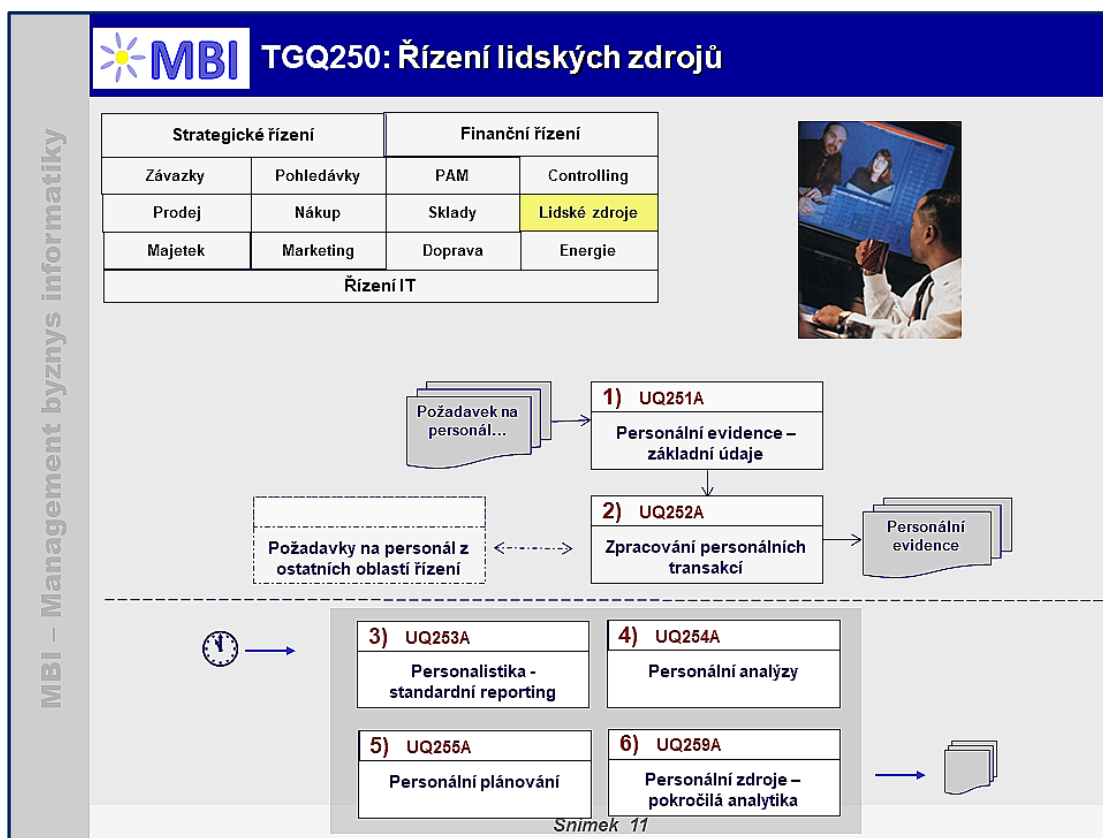 MBI
TGQ250: Řízení lidských zdrojů
MBI – Management byznys informatiky
Strategické řízení
Finanční řízení
Závazky
Pohledávky
PAM
Controlling
Prodej
Nákup
Sklady
Lidské zdroje
Majetek
Marketing
Doprava
Energie
Řízení IT
Požadavek na
personál...
1) UQ251A
Personální evidence –
základní údaje
Požadavky na personál z
ostatních oblastí řízení
2) UQ252A
Zpracování personálních
transakcí
Personální
evidence
3) UQ253A
Personalistika -
standardní reporting
4) UQ254A
Personální analýzy
5) UQ255A
Personální plánování
6) UQ259A
Personální zdroje –
pokročilá analytika
Snímek 11